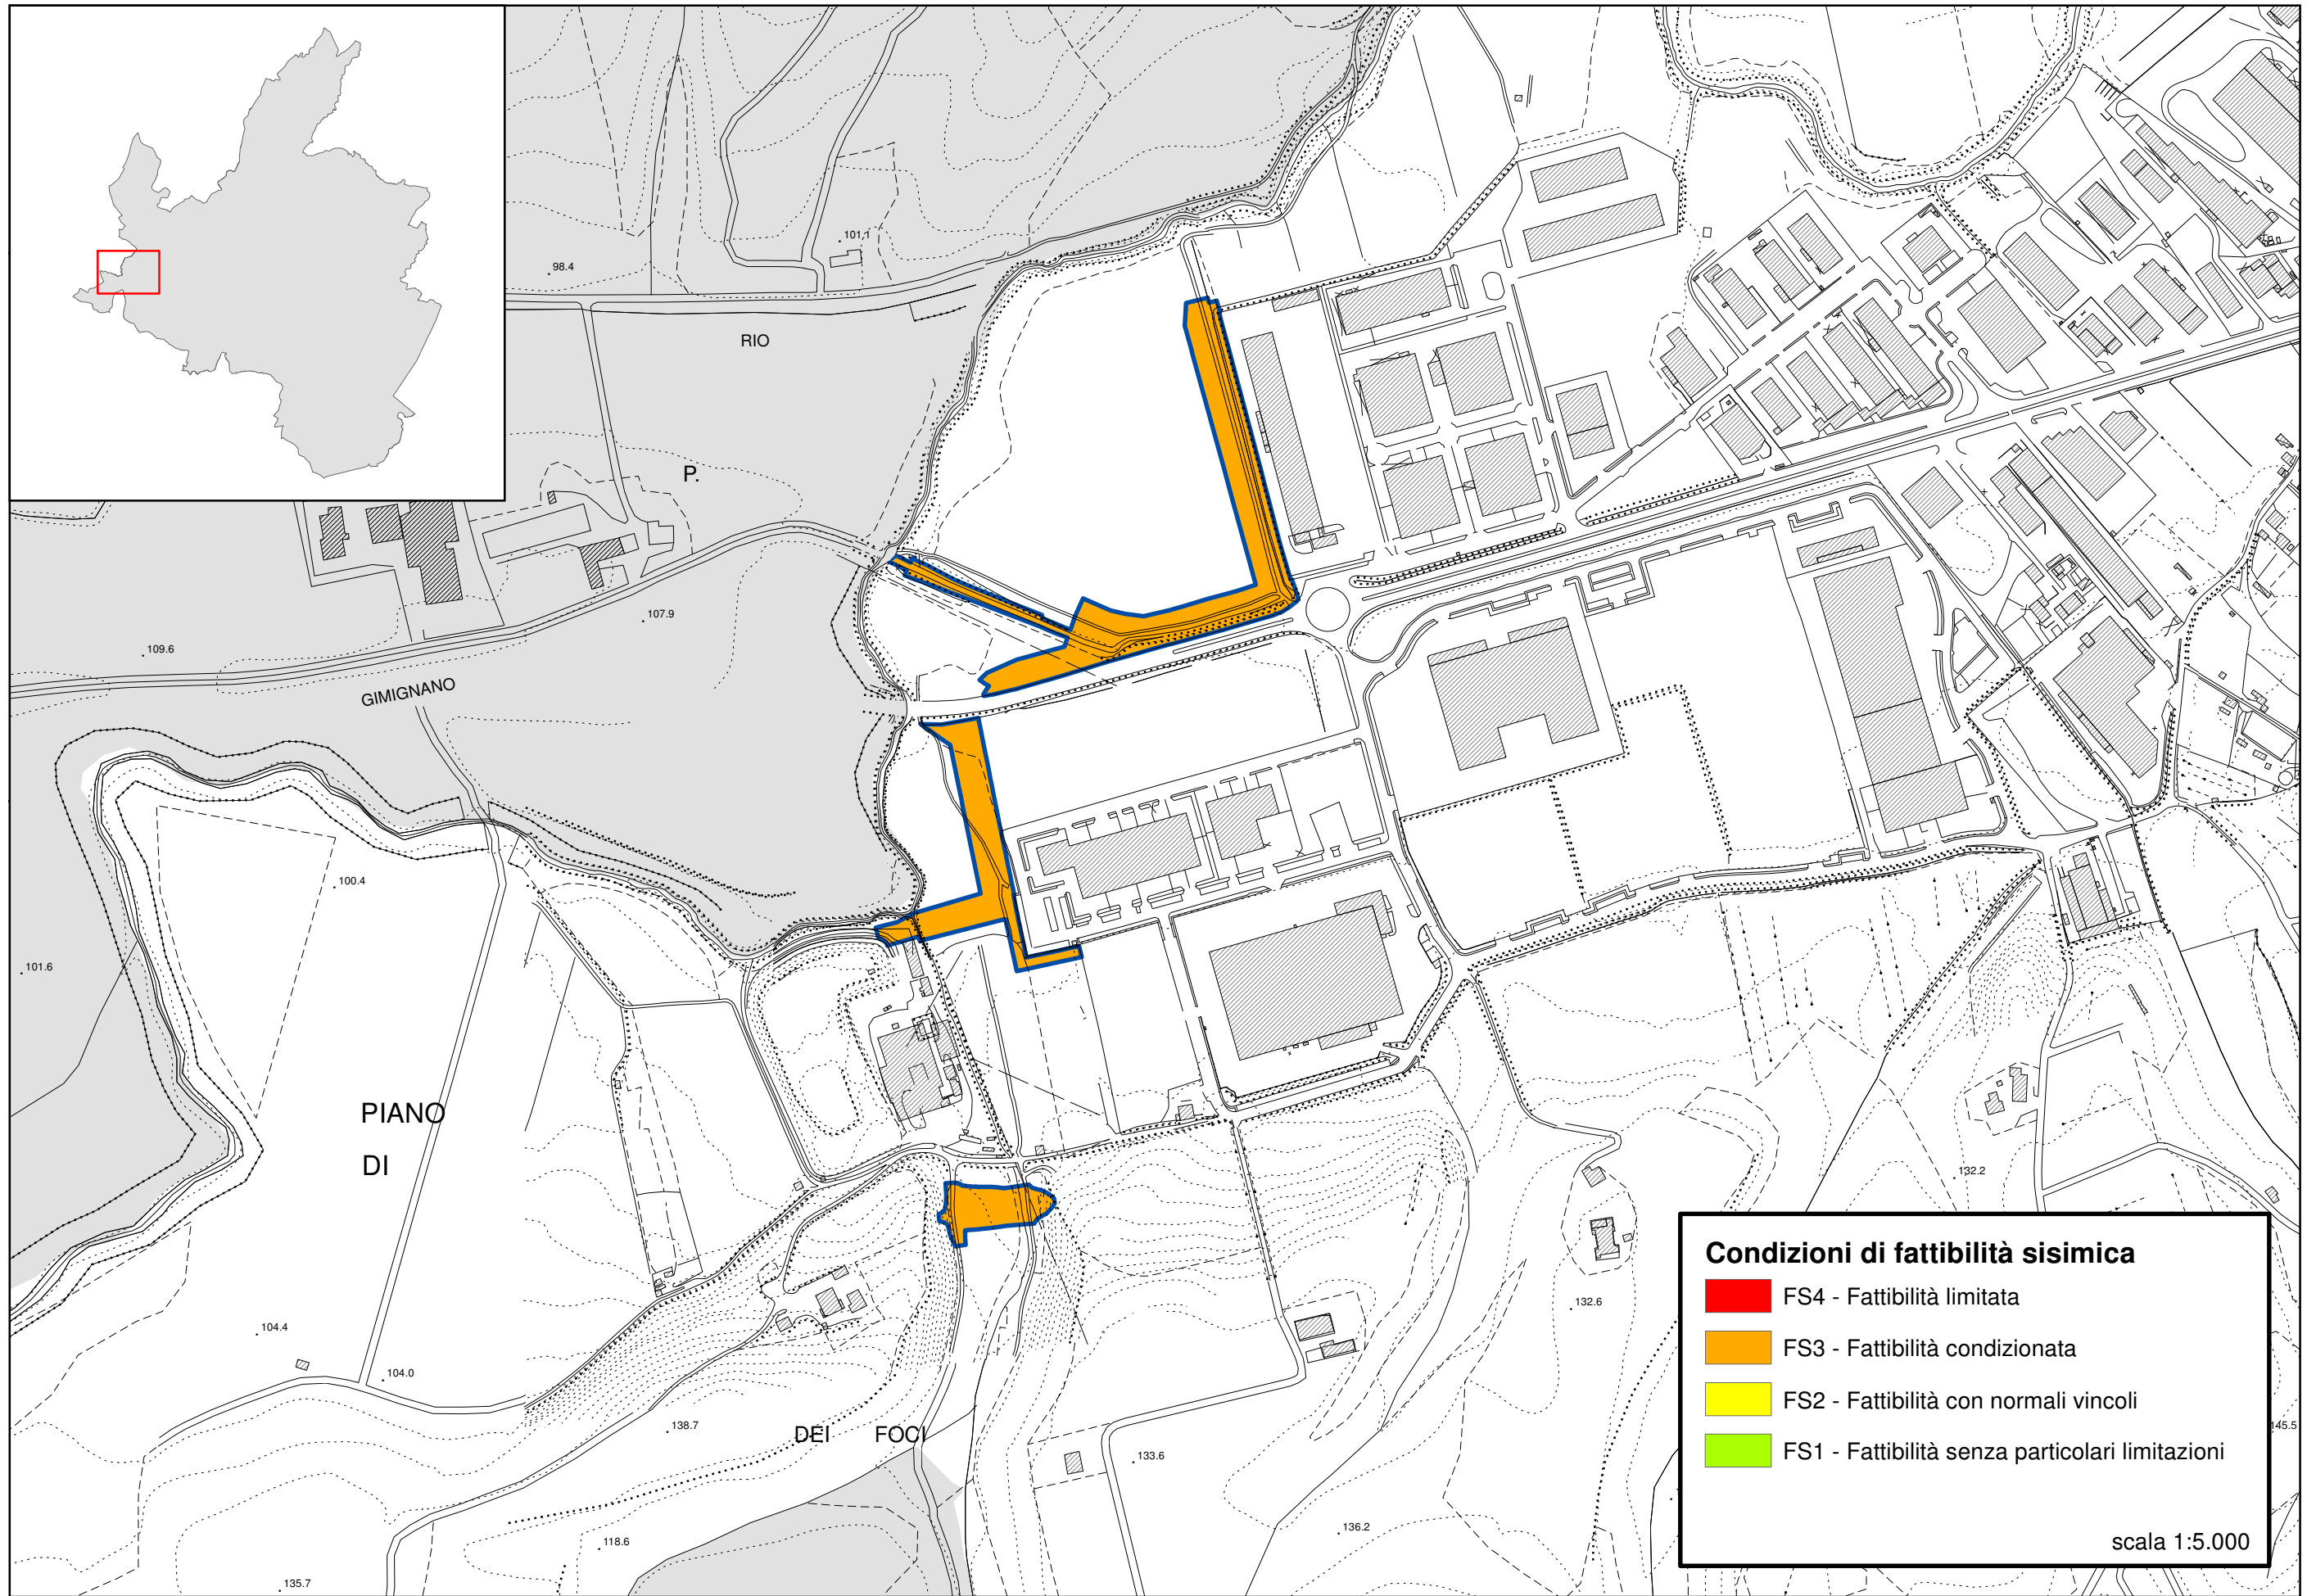 101.1
98.4
RIO
P.
107.9
109.6
GIMIGNANO
100.4
101.6
PIANO
DI
132.2
104.4
104.0
132.6
138.7
DEI FOCI
133.6
145.5
118.6
136.2
135.7
Condizioni di fattibilità sisimica
FS4 - Fattibilità limitata
FS3 - Fattibilità condizionata
FS2 - Fattibilità con normali vincoli
FS1 - Fattibilità senza particolari limitazioni
scala 1:5.000